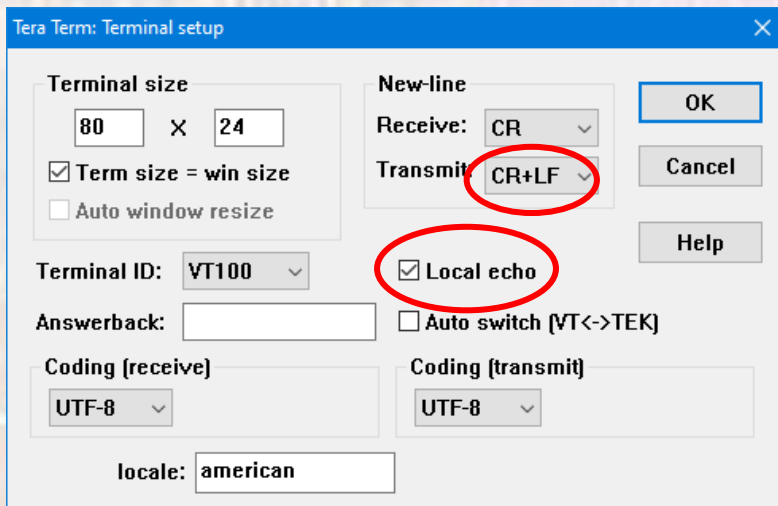 Tera Term: Terminal setup
Terminal size
80 X 24
Term size = win size
Auto window resize
New-line
Receive: CR
Transmit: CR+LF
OK
Cancel
Help
Terminal ID: VT100
Local echo
Answerback:
Auto switch (VT<->TEK)
Coding (receive)
UTF-8
Coding (transmit)
UTF-8
locale: american